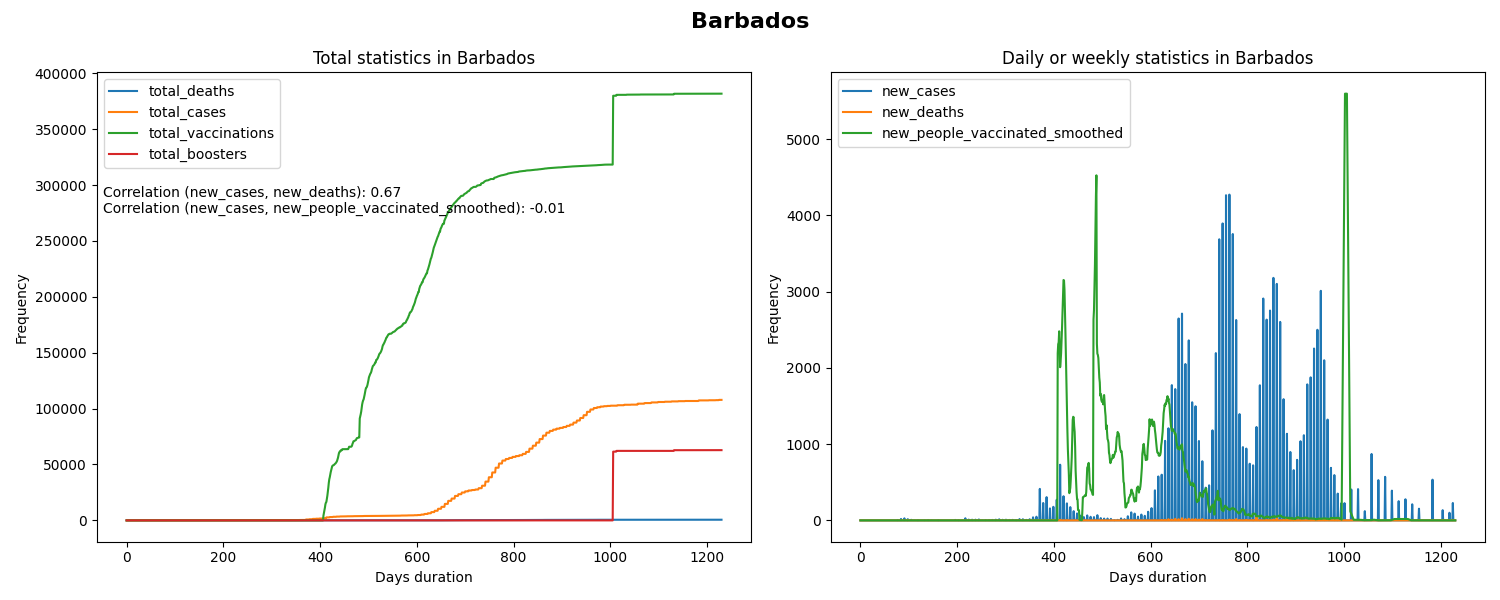 Barbados
Total statistics in Barbados
Frequency
400000
350000
300000
250000
200000
150000
100000
50000
0
total_deaths
total_cases
total_vaccinations
total_boosters
Correlation (new_cases, new_deaths): 0.67
Correlation (new_cases, new_people_vaccinated_smoothed): -0.01
0 200 400 600 800 1000 1200
Days duration
Daily or weekly statistics in Barbados
Frequency
5000
4000
3000
2000
1000
0
new_cases
new_deaths
new_people_vaccinated_smoothed
0 200 400 600 800 1000 1200
Days duration